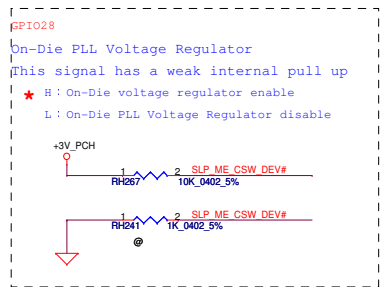 GPIO28
On-Die PLL Voltage Regulator
This signal has a weak internal pull up
* H：On-Die voltage regulator enable
L：On-Die PLL Voltage Regulator disable
+3V_PCH
1 2 SLP_ME_CSW_DEV#
RH267 10K_0402_5%
1 2 SLP_ME_CSW_DEV#
RH241 1K_0402_5%
@